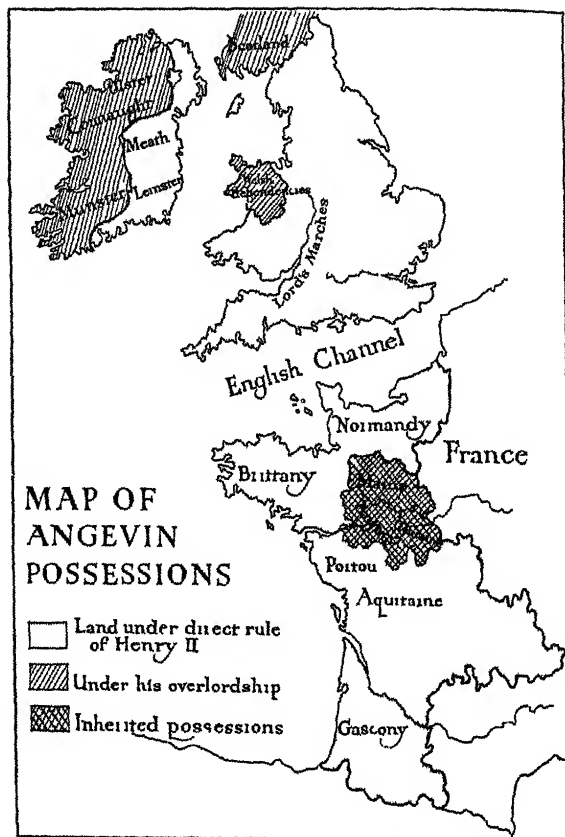 Scotland
Ulster
Connaught
Meath
Munster
Leinster
Welsh
Dependencies
Lord's Marches
English Channel
Normandy
Brittany
France
Maine
MAP OF
ANGEVIN
POSSESSIONS
Poitou
Aquitaine
Land under direct rule
of Henry II
Under his overlordship
Inherited possessions
Gascony